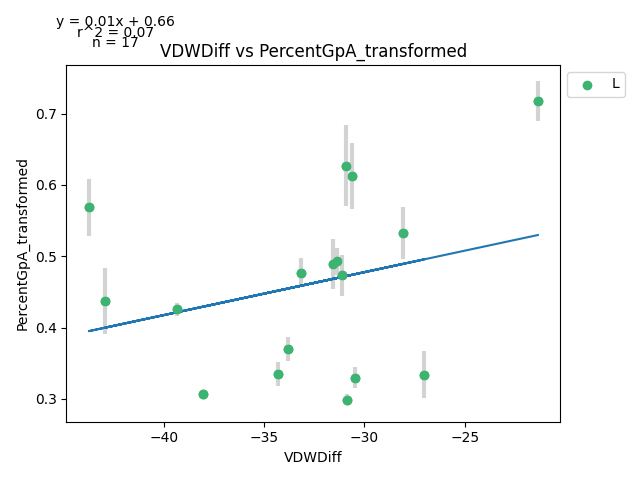 y = 0.01x + 0.66
r^2 = 0.07
n = 17
VDWDiff vs PercentGpA_transformed
L
PercentGpA_transformed
0.7
0.6
0.5
0.4
0.3
−40
−35
−30
−25
VDWDiff